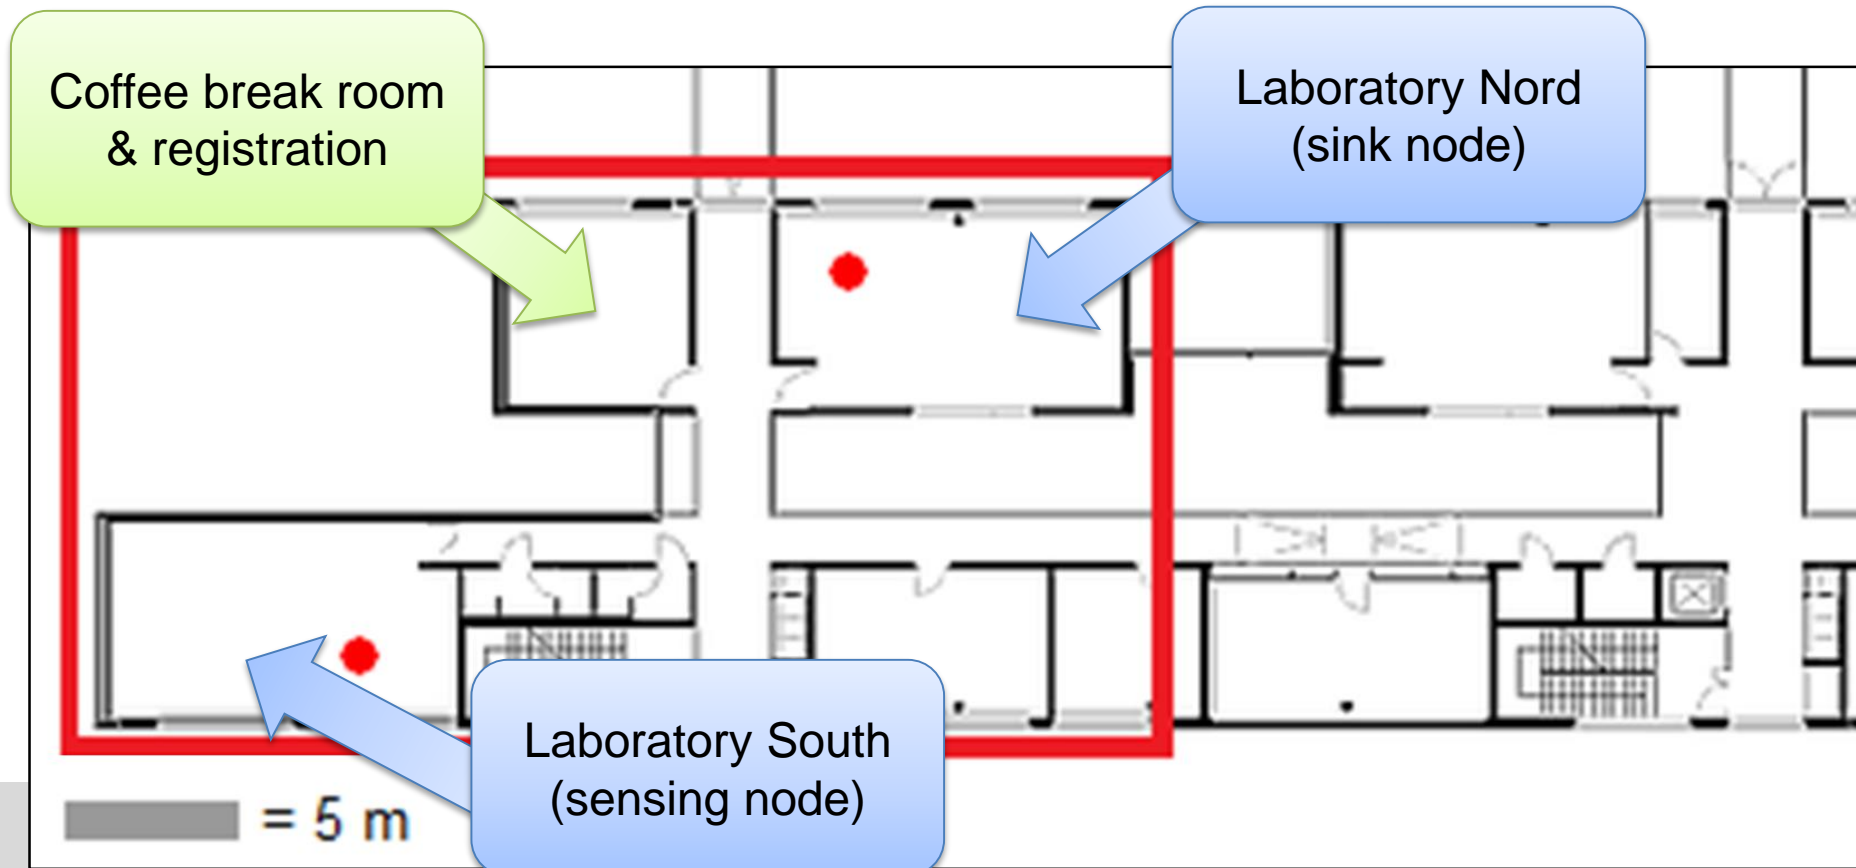 Coffee break room
& registration
Laboratory Nord
(sink node)
Laboratory South
(sensing node)
= 5 m